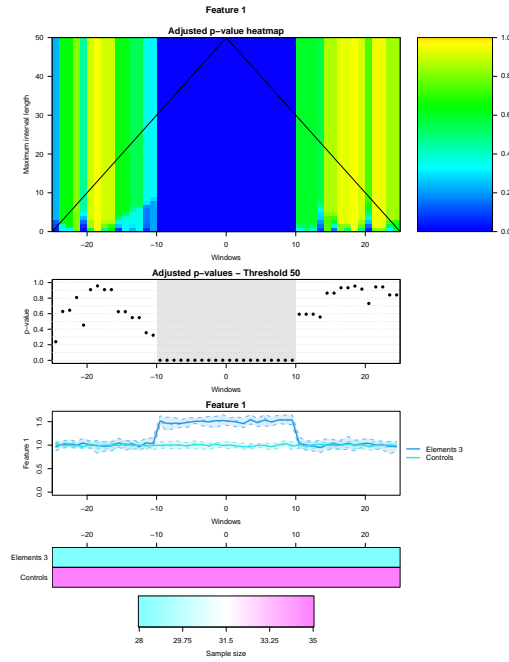 Feature 1
Adjusted p−value heatmap
Maximum interval length
50
40
30
20
10
0
1.0
0.8
0.6
0.4
0.2
0.0
−20 −10 0 10 20
Windows
Adjusted p−values − Threshold 50
p−value
1.0
0.8
0.6
0.4
0.2
0.0
−20 −10 0 10 20
Windows
Feature 1
Feature 1
1.5
1.0
0.5
0.0
Elements 3
Controls
−20 −10 0 10 20
Windows
−20 −10 0 10 20
Elements 3
Controls
28 29.75 31.5 33.25 35
Sample size